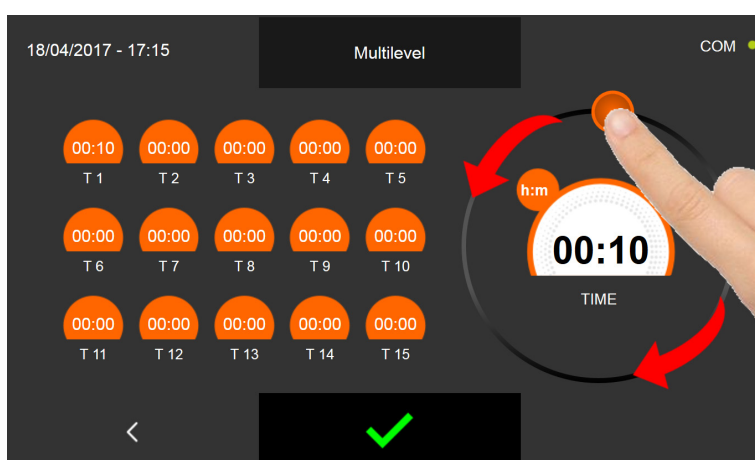 18/04/2017 - 17:15
Multilevel
COM
00:10 00:00 00:00 00:00 00:00
T 1 T 2 T 3 T 4 T 5
h:m
00:10
TIME
00:00 00:00 00:00 00:00 00:00
T 6 T 7 T 8 T 9 T 10
00:00 00:00 00:00 00:00 00:00
T 11 T 12 T 13 T 14 T 15